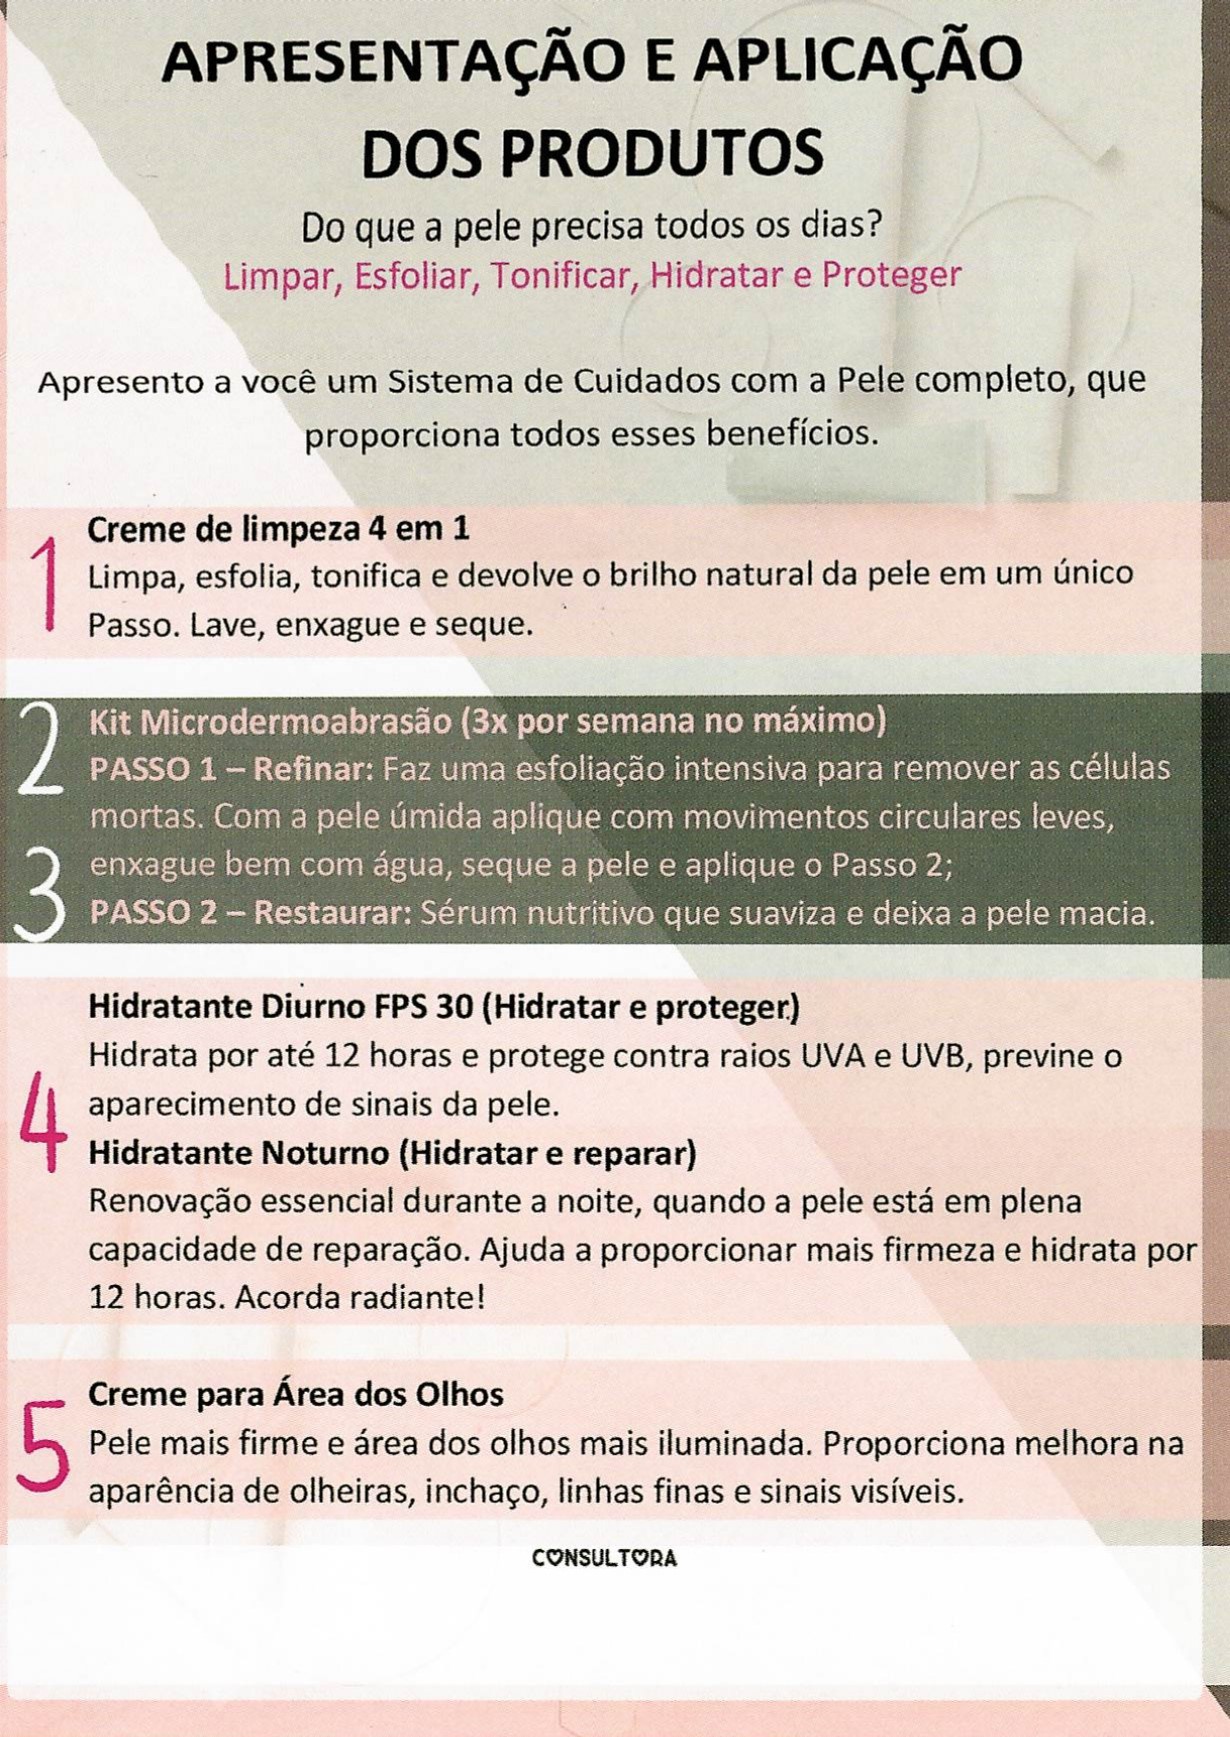 APRESENTAÇÃO E APLICAÇÃO
DOS PRODUTOS
Do que a pele precisa todos os dias?
Limpar, Esfoliar, Tonificar, Hidratar e Proteger
Apresento a você um Sistema de Cuidados com a Pele completo, que
proporciona todos esses benefícios.
1
Creme de limpeza 4 em 1
Limpa, esfolia, tonifica e devolve o brilho natural da pele em um único
Passo. Lave, enxague e seque.
2
Kit Microdermoabrasão (3x por semana no máximo)
PASSO 1 – Refinar: Faz uma esfoliação intensiva para remover as células
mortas. Com a pele úmida aplique com movimentos circulares leves,
3
enxague bem com água, seque a pele e aplique o Passo 2;
PASSO 2 – Restaurar: Sérum nutritivo que suaviza e deixa a pele macia.
Hidratante Diurno FPS 30 (Hidratar e proteger.)
Hidrata por até 12 horas e protege contra raios UVA e UVB, previne o
aparecimento de sinais da pele.
4
Hidratante Noturno (Hidratar e reparar)
Renovação essencial durante a noite, quando a pele está em plena
capacidade de reparação. Ajuda a proporcionar mais firmeza e hidrata por
12 horas. Acorda radiante!
5
Creme para Área dos Olhos
Pele mais firme e área dos olhos mais iluminada. Proporciona melhora na
aparência de olheiras, inchaço, linhas finas e sinais visíveis.
CONSULTORA